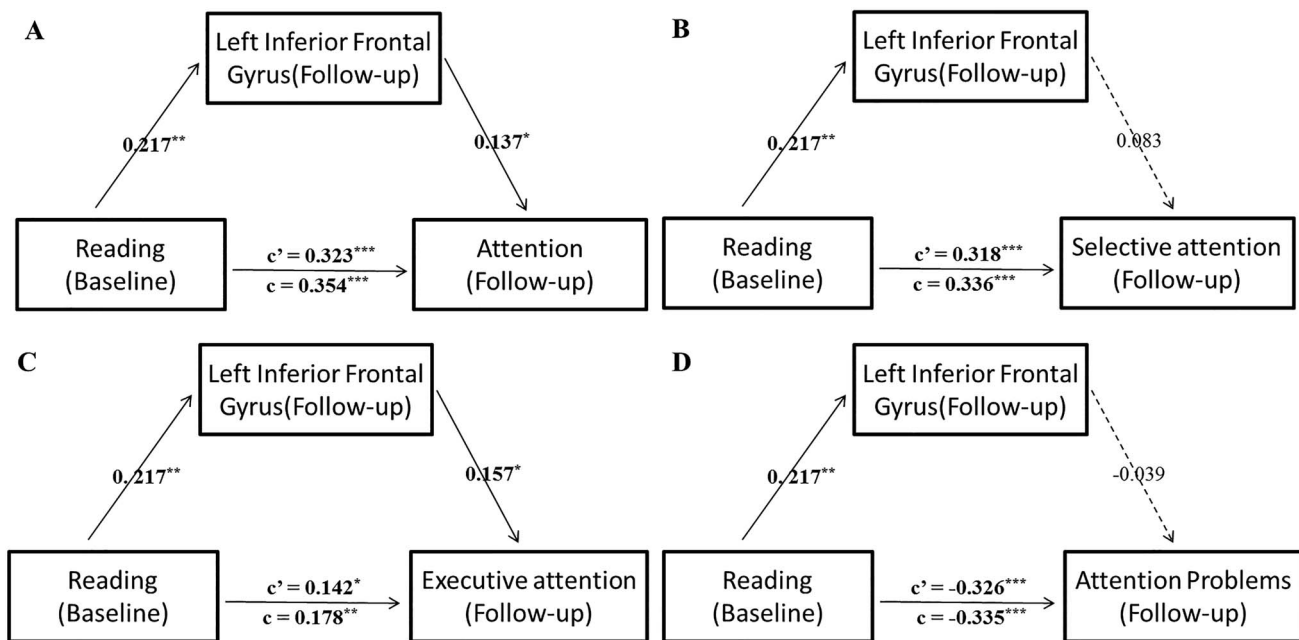 A
Left Inferior Frontal
Gyrus(Follow-up)
0.217**
0.137*
Reading
(Baseline)
c’ = 0.323***
c = 0.354***
Attention
(Follow-up)
B
Left Inferior Frontal
Gyrus(Follow-up)
0.217**
0.083
Reading
(Baseline)
c’ = 0.318***
c = 0.336***
Selective attention
(Follow-up)
C
Left Inferior Frontal
Gyrus(Follow-up)
0.217**
0.157*
Reading
(Baseline)
c’ = 0.142*
c = 0.178**
Executive attention
(Follow-up)
D
Left Inferior Frontal
Gyrus(Follow-up)
0.217**
-0.039
Reading
(Baseline)
c’ = -0.326***
c = -0.335***
Attention Problems
(Follow-up)